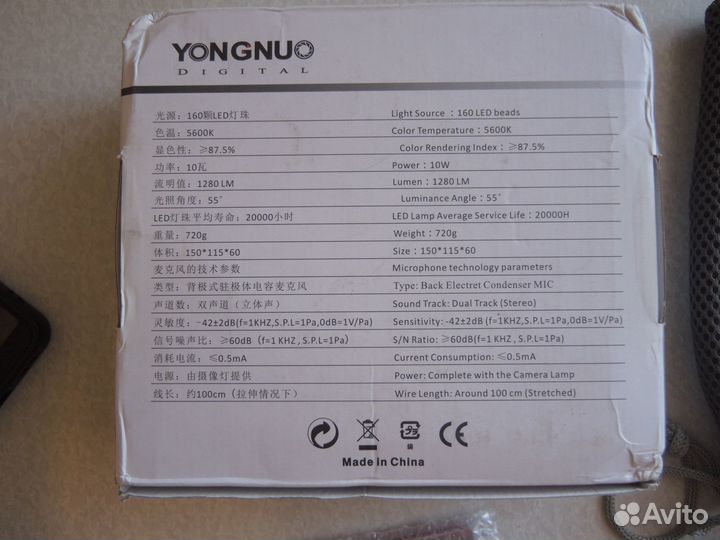 YONGNUO
DIGITAL
光源：160颗LED灯珠 Light Source：160 LED beads
色温：5600K Color Temperature：5600K
显色性：≥87.5% Color Rendering Index：≥87.5%
功率：10瓦 Power：10W
流明值：1280 LM Lumen：1280 LM
光照角度：55° Luminance Angle：55°
LED灯珠平均寿命：20000小时 LED Lamp Average Service Life：20000H
重量：720g Weight：720g
体积：150*115*60 Size：150*115*60
麦克风的技术参数 Microphone technology parameters
类型：背极式驻极体电容麦克风 Type: Back Electret Condenser MIC
声道数：双声道（立体声） Sound Track: Dual Track (Stereo)
灵敏度：-42±2dB(f=1KHZ,S.P.L=1Pa,0dB=1V/Pa) Sensitivity: -42±2dB (f=1KHZ,S.P.L=1Pa,0dB=1V/Pa)
信号噪声比：≥60dB（f=1 KHZ , S.P.L=1Pa） S/N Ratio: ≥60dB(f=1 KHZ , S.P.L=1Pa)
消耗电流：≤0.5mA Current Consumption：≤0.5mA
电源：由摄像灯提供 Power: Complete with the Camera Lamp
线长：约100cm（拉伸情况下） Wire Length: Around 100 cm (Stretched)
CE
Made in China
Avito